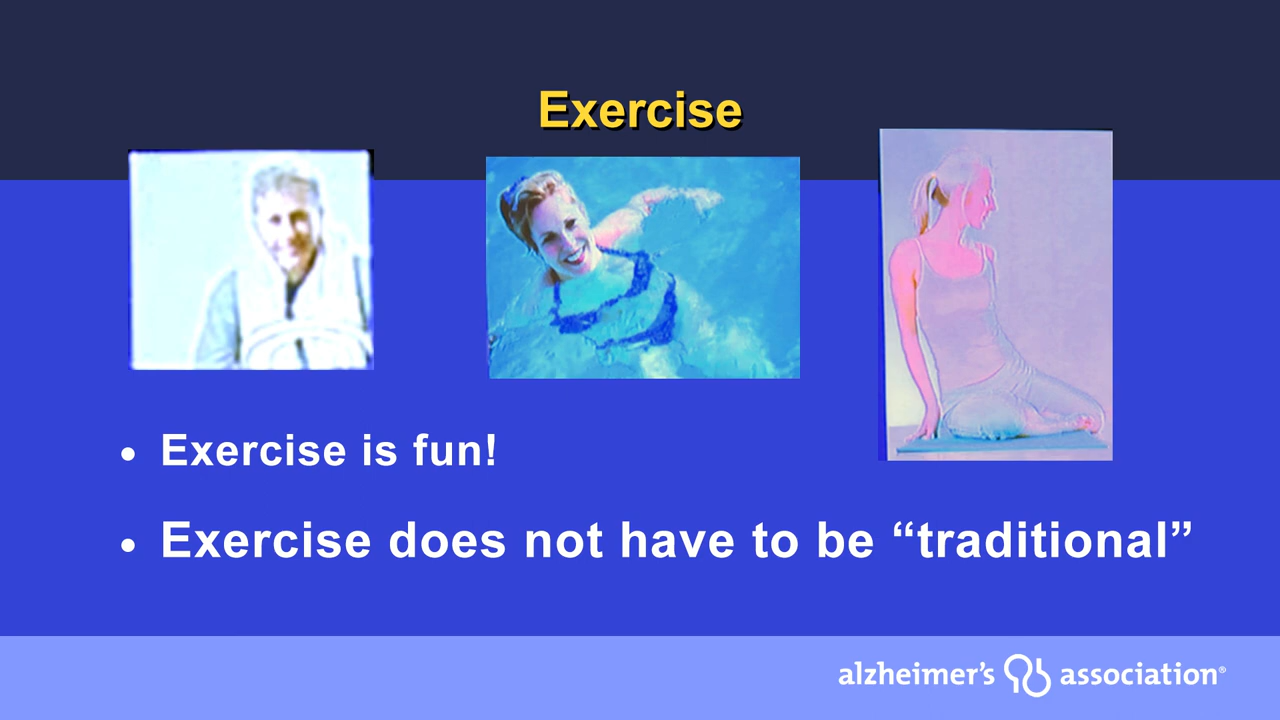 Exercise
• Exercise is fun!
• Exercise does not have to be “traditional”
alzheimer's association®